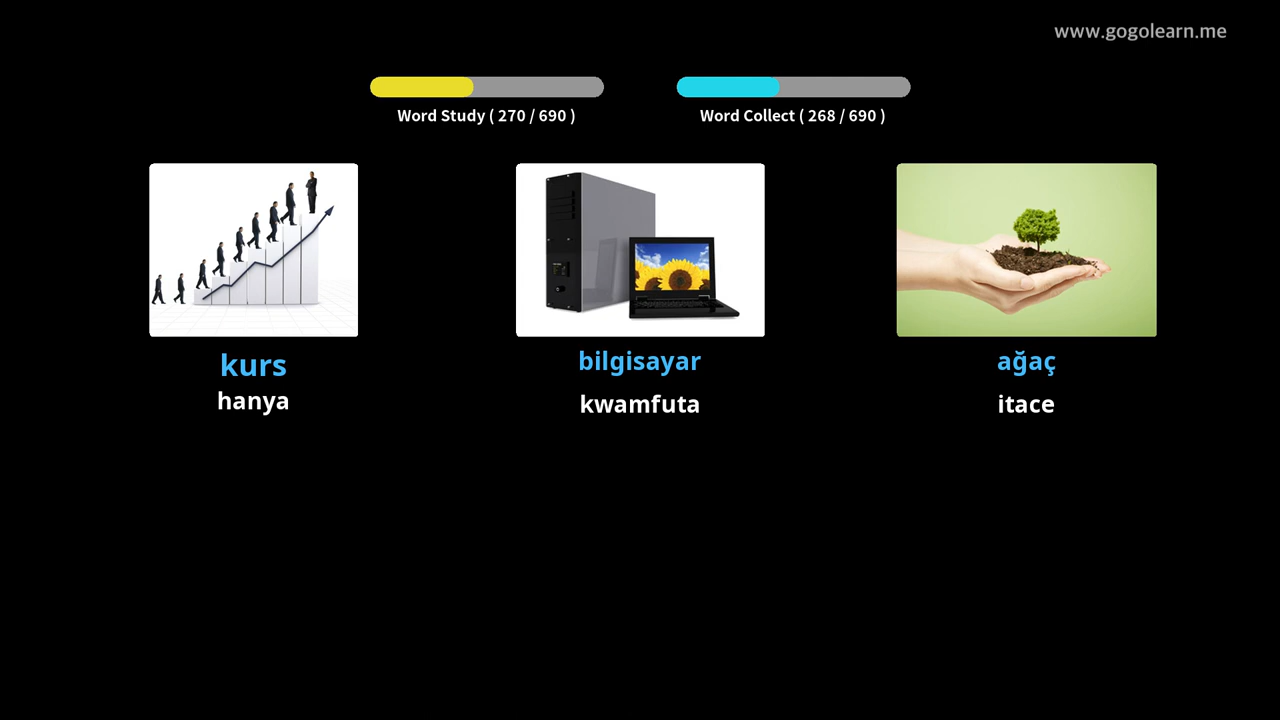 www.gogolearn.me
Word Study ( 270 / 690 )
Word Collect ( 268 / 690 )
kurs
hanya
bilgisayar
kwamfuta
ağaç
itace